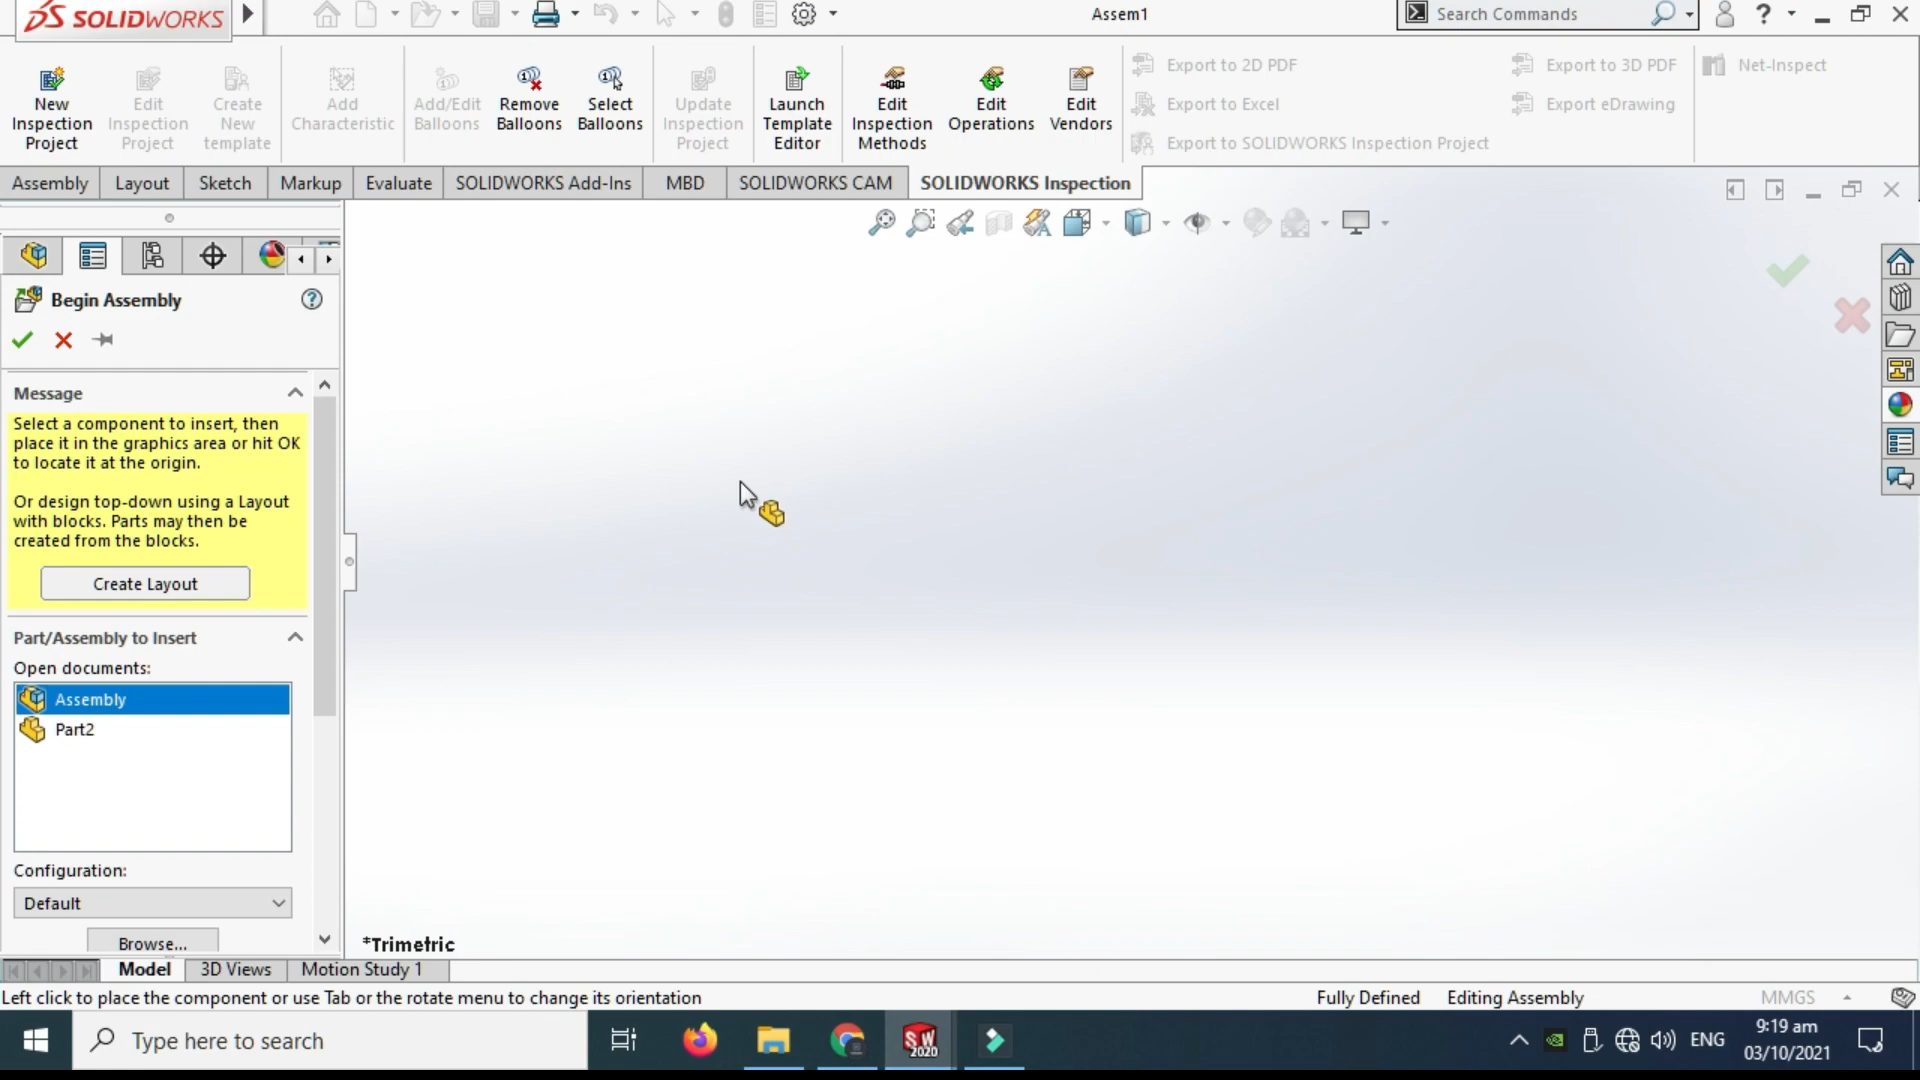 SOLIDWORKS
Assem1
Search Commands
New Inspection Project
Edit Inspection Project
Create New template
Add Characteristic
Add/Edit Balloons
Remove Balloons
Select Balloons
Update Inspection Project
Launch Template Editor
Edit Inspection Methods
Edit Operations
Edit Vendors
Export to 2D PDF
Export to Excel
Export to SOLIDWORKS Inspection Project
Export to 3D PDF
Export eDrawing
Net-Inspect
Assembly
Layout
Sketch
Markup
Evaluate
SOLIDWORKS Add-Ins
MBD
SOLIDWORKS CAM
SOLIDWORKS Inspection
Begin Assembly
Message
Select a component to insert, then
place it in the graphics area or hit OK
to locate it at the origin.
Or design top-down using a Layout
with blocks. Parts may then be
created from the blocks.
Create Layout
Part/Assembly to Insert
Open documents:
Assembly
Part2
Configuration:
Default
Browse...
*Trimetric
Model
3D Views
Motion Study 1
Left click to place the component or use Tab or the rotate menu to change its orientation
Fully Defined
Editing Assembly
MMGS
Type here to search
SW
2020
ENG
9:19 am
03/10/2021